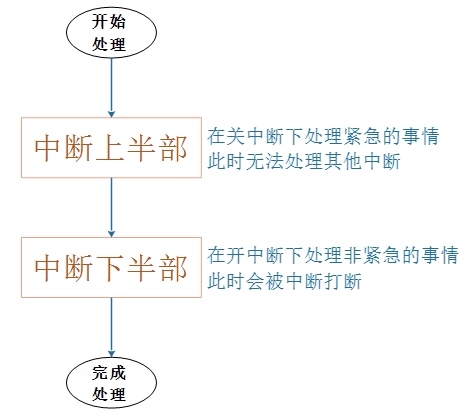 开始
处理
中断上半部
在关中断下处理紧急的事情
此时无法处理其他中断
中断下半部
在开中断下处理非紧急的事情
此时会被中断打断
完成
处理